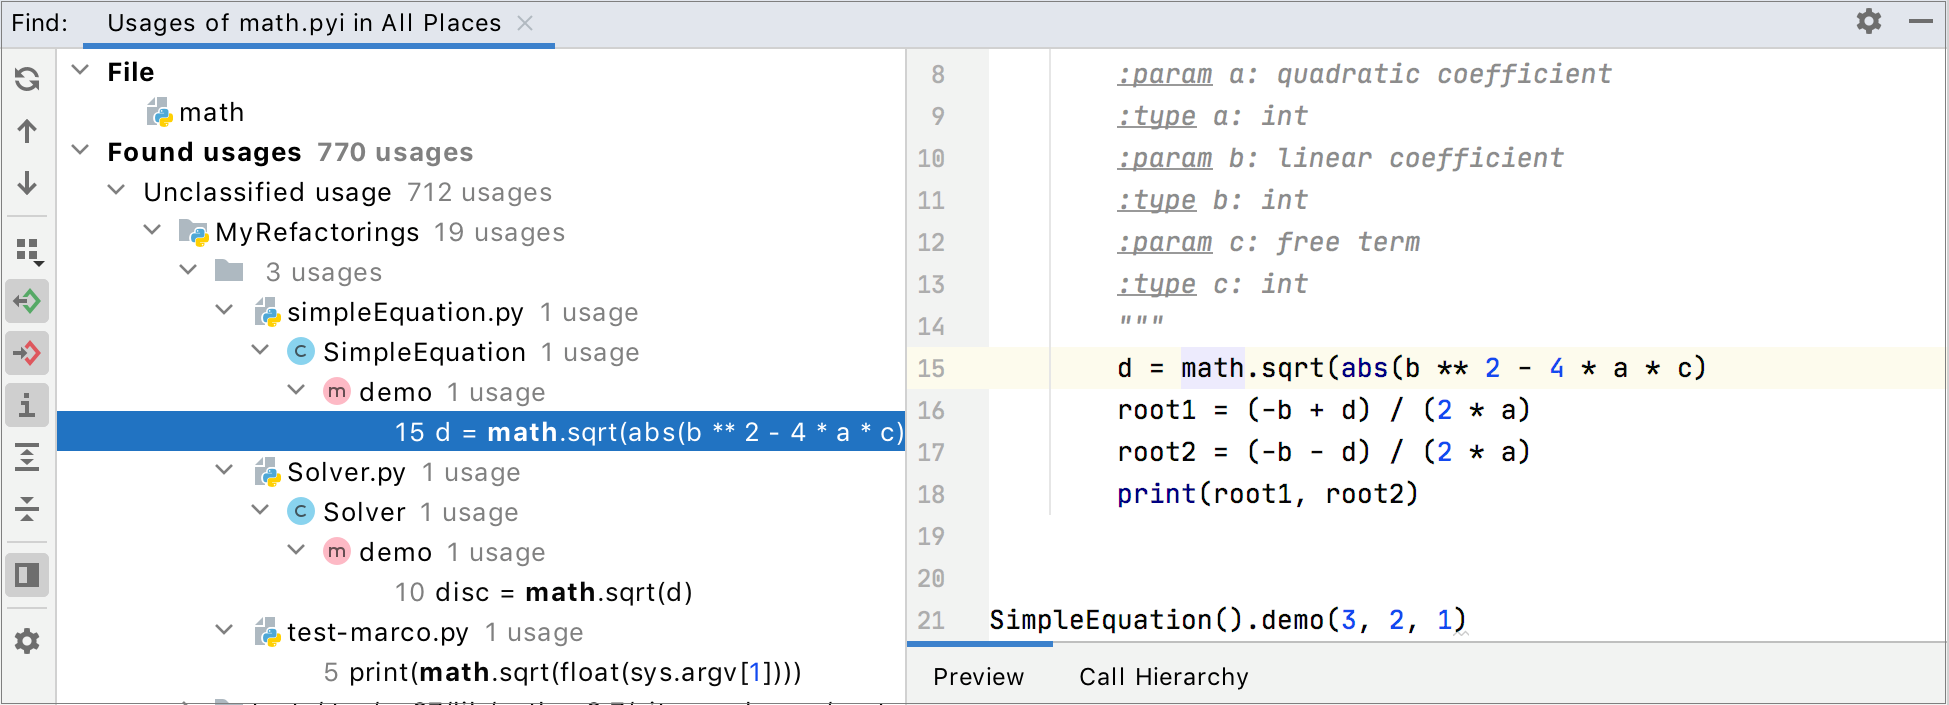 Find: Usages of math.pyi in All Places
File
math
Found usages 770 usages
Unclassified usage 712 usages
MyRefactorings 19 usages
3 usages
simpleEquation.py 1 usage
C SimpleEquation 1 usage
m demo 1 usage
15 d = math.sqrt(abs(b ** 2 - 4 * a * c)
Solver.py 1 usage
C Solver 1 usage
m demo 1 usage
10 disc = math.sqrt(d)
test-marco.py 1 usage
5 print(math.sqrt(float(sys.argv[1])))
8 :param a: quadratic coefficient
9 :type a: int
10 :param b: linear coefficient
11 :type b: int
12 :param c: free term
13 :type c: int
14 """
15 d = math.sqrt(abs(b ** 2 - 4 * a * c)
16 root1 = (-b + d) / (2 * a)
17 root2 = (-b - d) / (2 * a)
18 print(root1, root2)
19
20
21 SimpleEquation().demo(3, 2, 1)
Preview Call Hierarchy